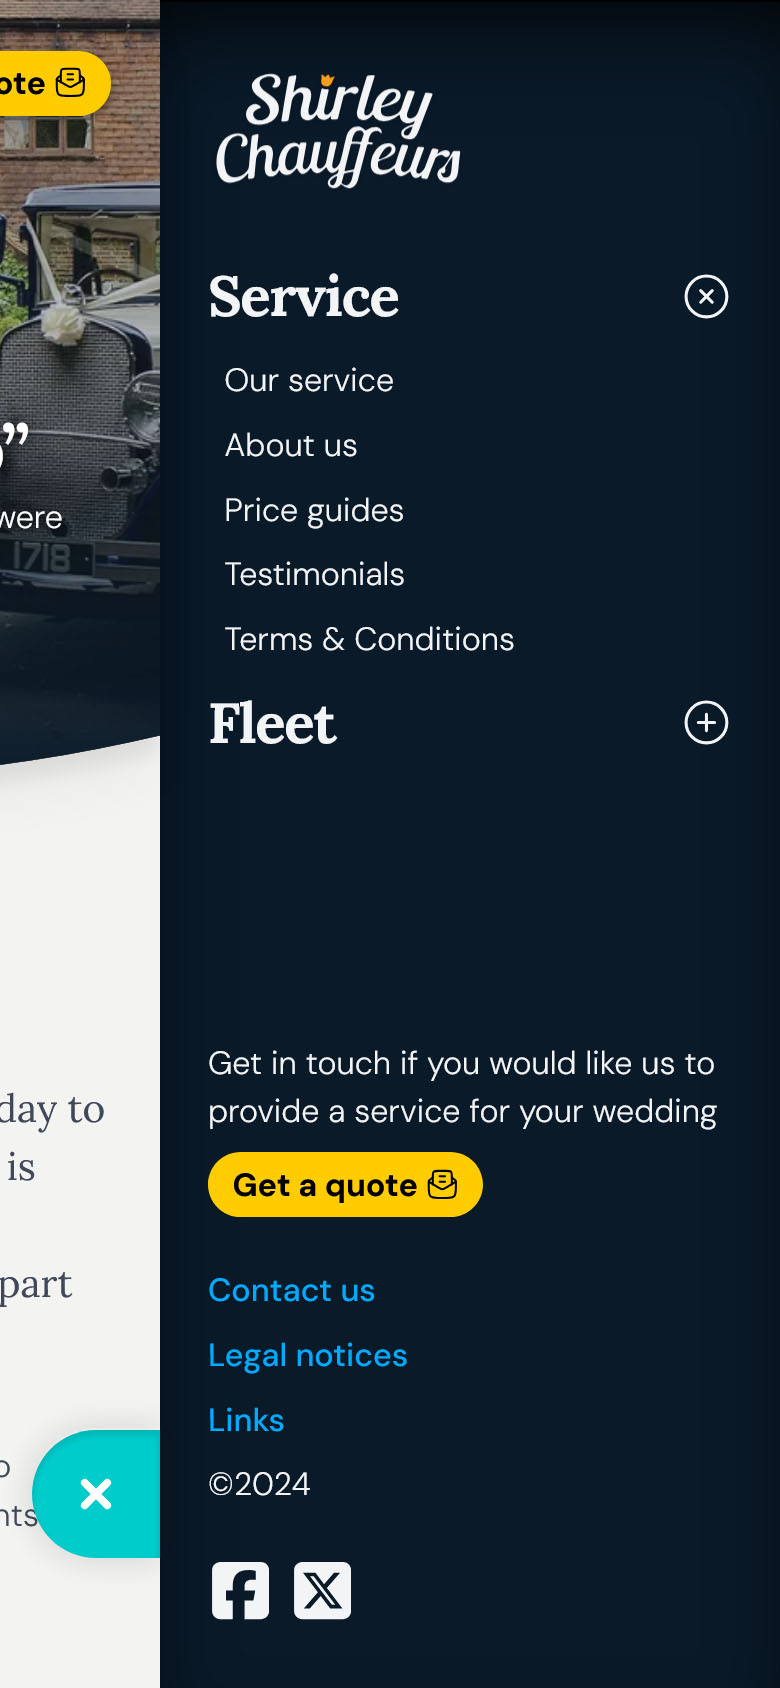 ote
”
were
1718
day to
is
part
nts
Shirley
Chauffeurs
Service
Our service
About us
Price guides
Testimonials
Terms & Conditions
Fleet
Get in touch if you would like us to
provide a service for your wedding
Get a quote
Contact us
Legal notices
Links
©2024